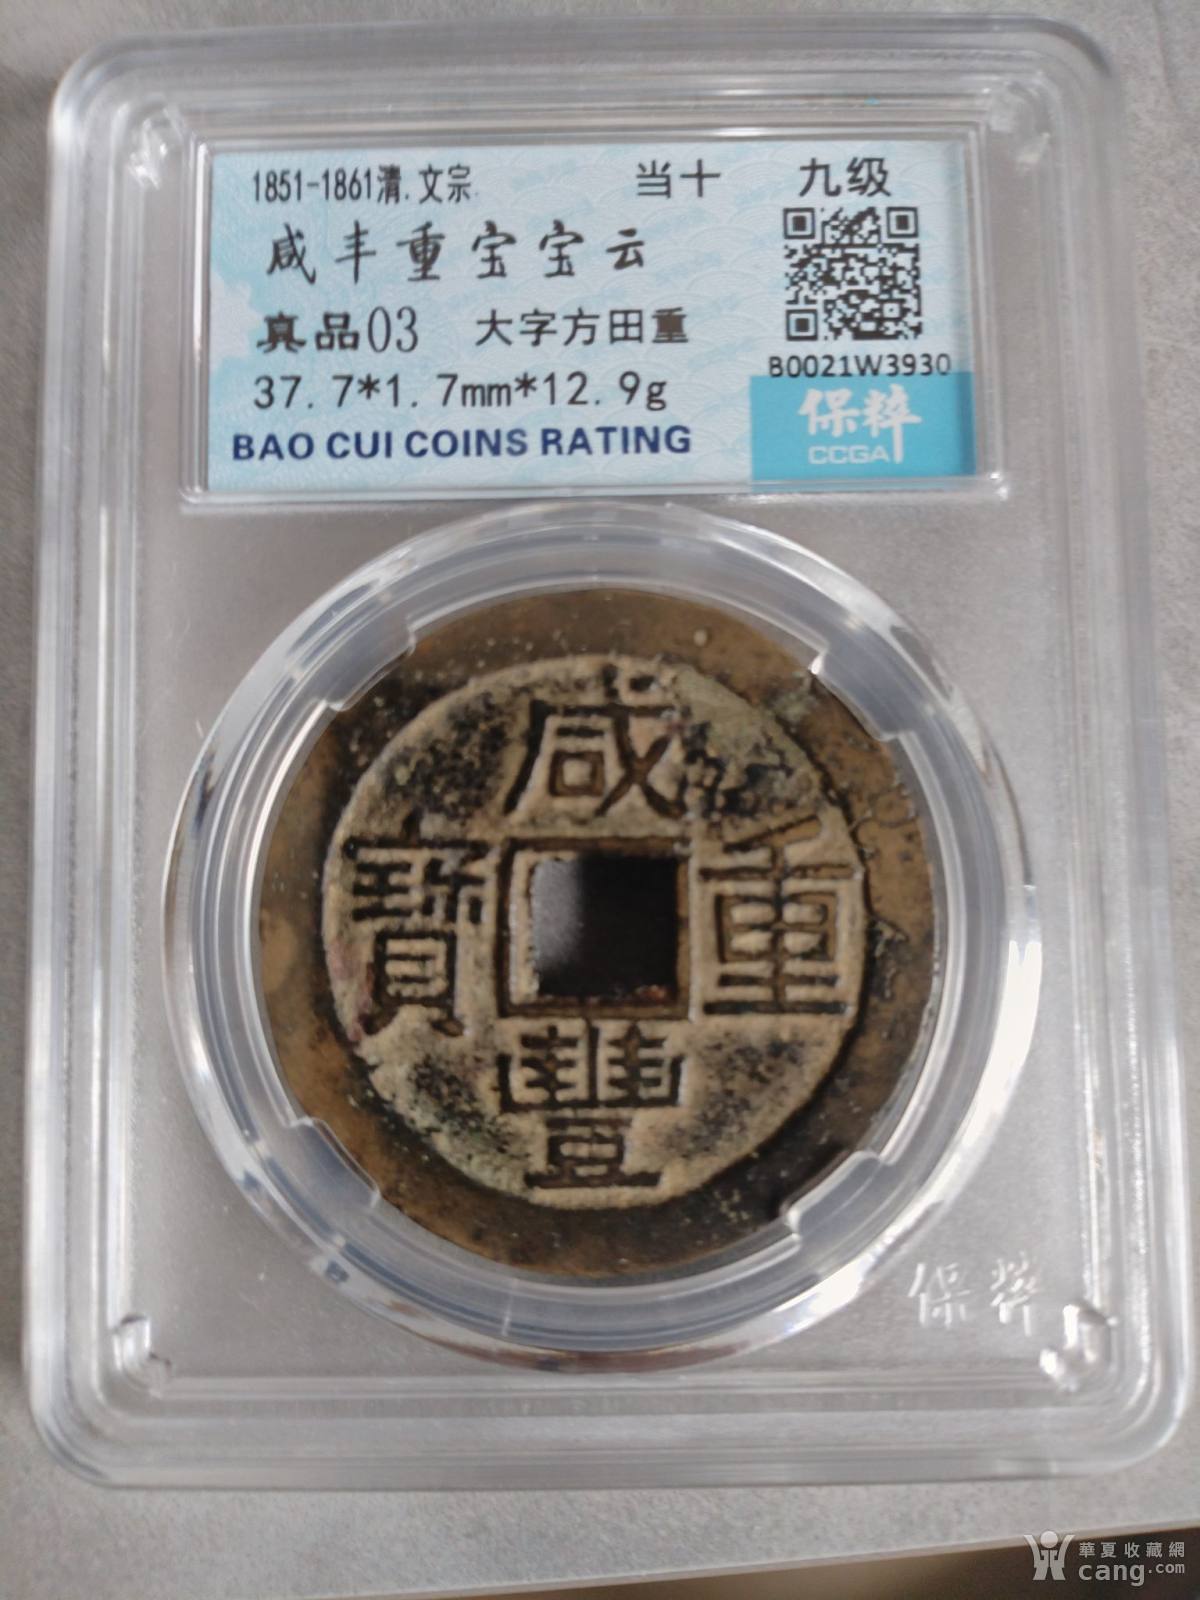 1851-1861清.文宗 当十 九级
咸丰重宝宝云
真品03 大字方田重
B0021W3930
37.7*1.7mm*12.9g
保粹
CCGA
BAO CUI COINS RATING
咸
寶 重
豐
保粹
華夏收藏網
cang.com